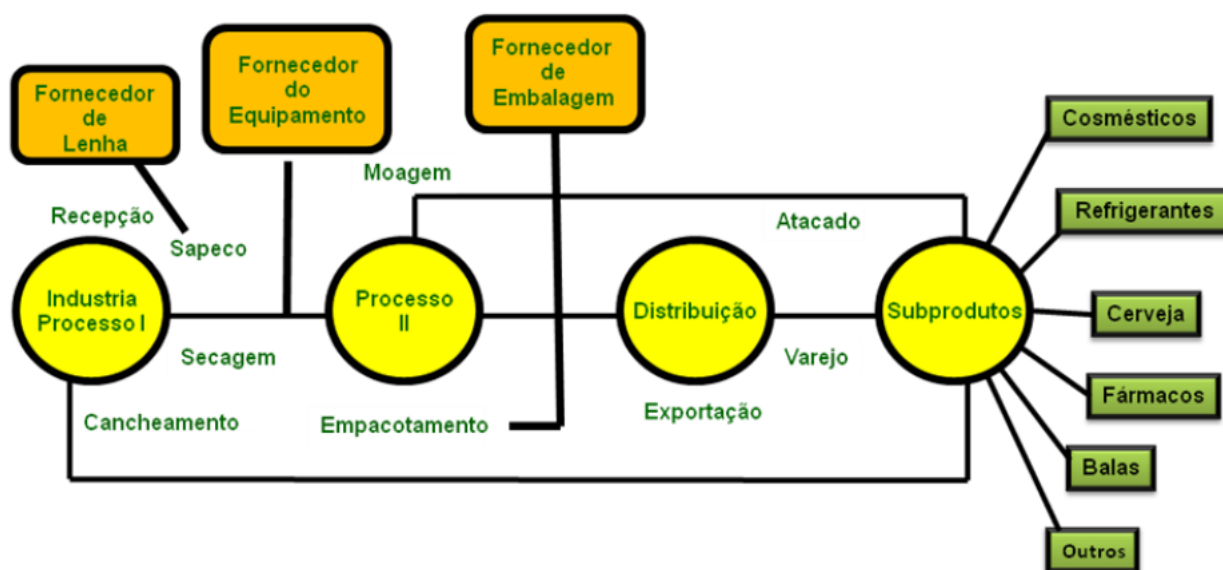 Fornecedor
de
Lenha
Fornecedor
do
Equipamento
Fornecedor
de
Embalagem
Cosmésticos
Moagem
Recepção
Sapeco
Atacado
Refrigerantes
Industria
Processo I
Processo
II
Distribuição
Subprodutos
Cerveja
Secagem
Varejo
Cancheamento
Empacotamento
Exportação
Fármacos
Balas
Outros